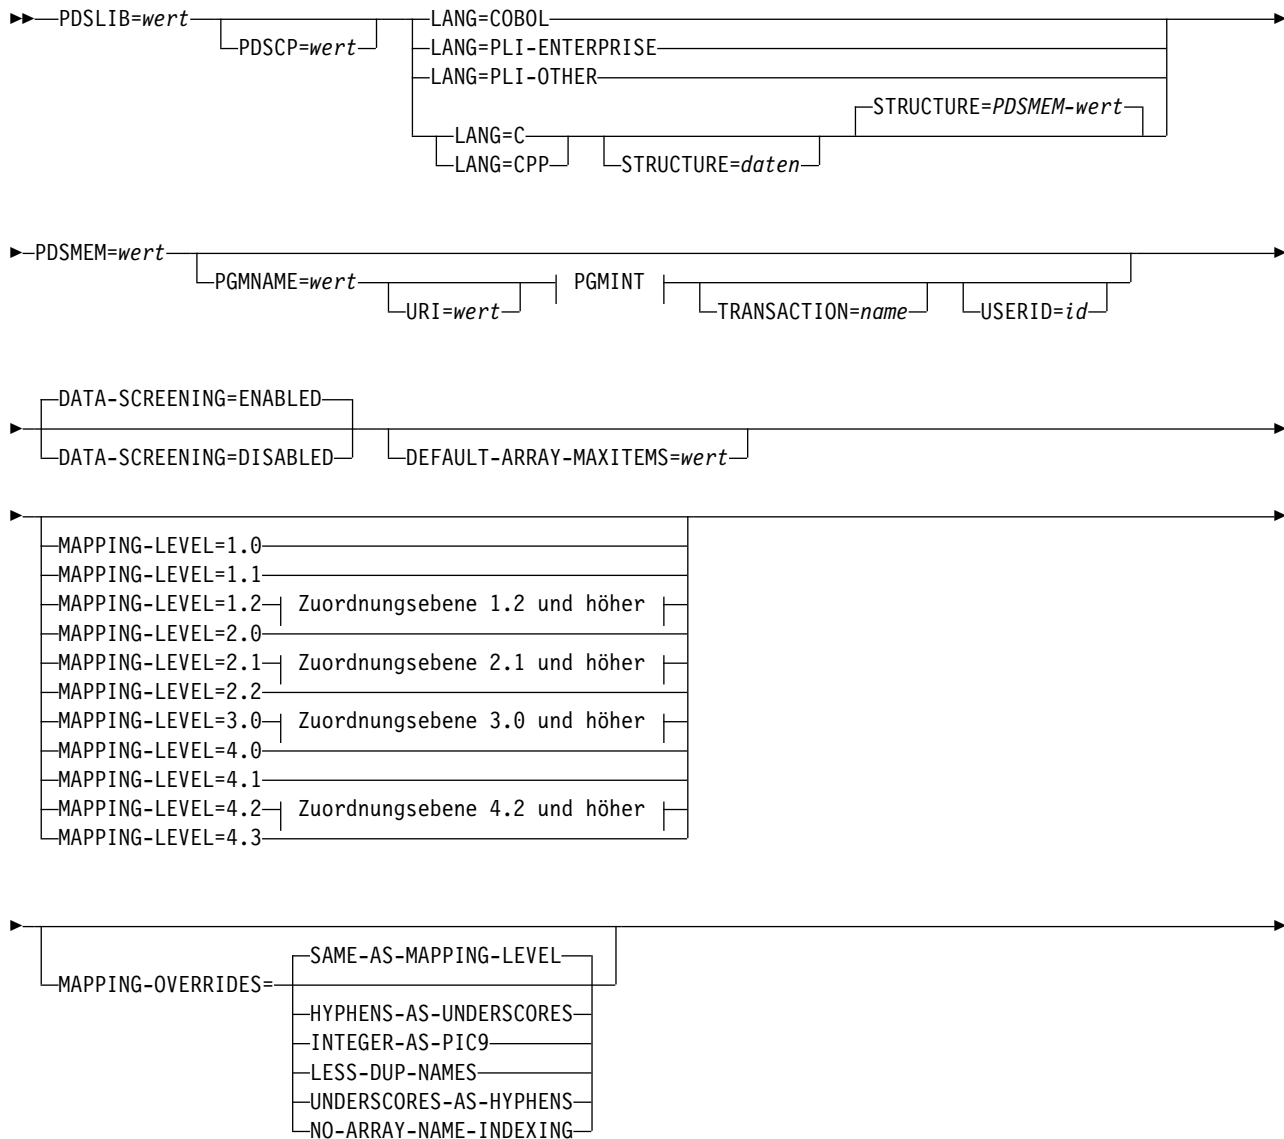 PDSLIB=wert
PDSCP=wert
LANG=COBOL
LANG=PLI-ENTERPRISE
LANG=PLI-OTHER
LANG=C
LANG=CPP
STRUCTURE=daten
STRUCTURE=PDSMEM-wert
PDSMEM=wert
PGMNAME=wert
URI=wert
PGMINT
TRANSACTION=name
USERID=id
DATA-SCREENING=ENABLED
DATA-SCREENING=DISABLED
DEFAULT-ARRAY-MAXITEMS=wert
MAPPING-LEVEL=1.0
MAPPING-LEVEL=1.1
MAPPING-LEVEL=1.2 Zuordnungsebene 1.2 und höher
MAPPING-LEVEL=2.0
MAPPING-LEVEL=2.1 Zuordnungsebene 2.1 und höher
MAPPING-LEVEL=2.2
MAPPING-LEVEL=3.0 Zuordnungsebene 3.0 und höher
MAPPING-LEVEL=4.0
MAPPING-LEVEL=4.1
MAPPING-LEVEL=4.2 Zuordnungsebene 4.2 und höher
MAPPING-LEVEL=4.3
MAPPING-OVERRIDES=
SAME-AS-MAPPING-LEVEL
HYPHENS-AS-UNDERSCORES
INTEGER-AS-PIC9
LESS-DUP-NAMES
UNDERSCORES-AS-HYPHENS
NO-ARRAY-NAME-INDEXING